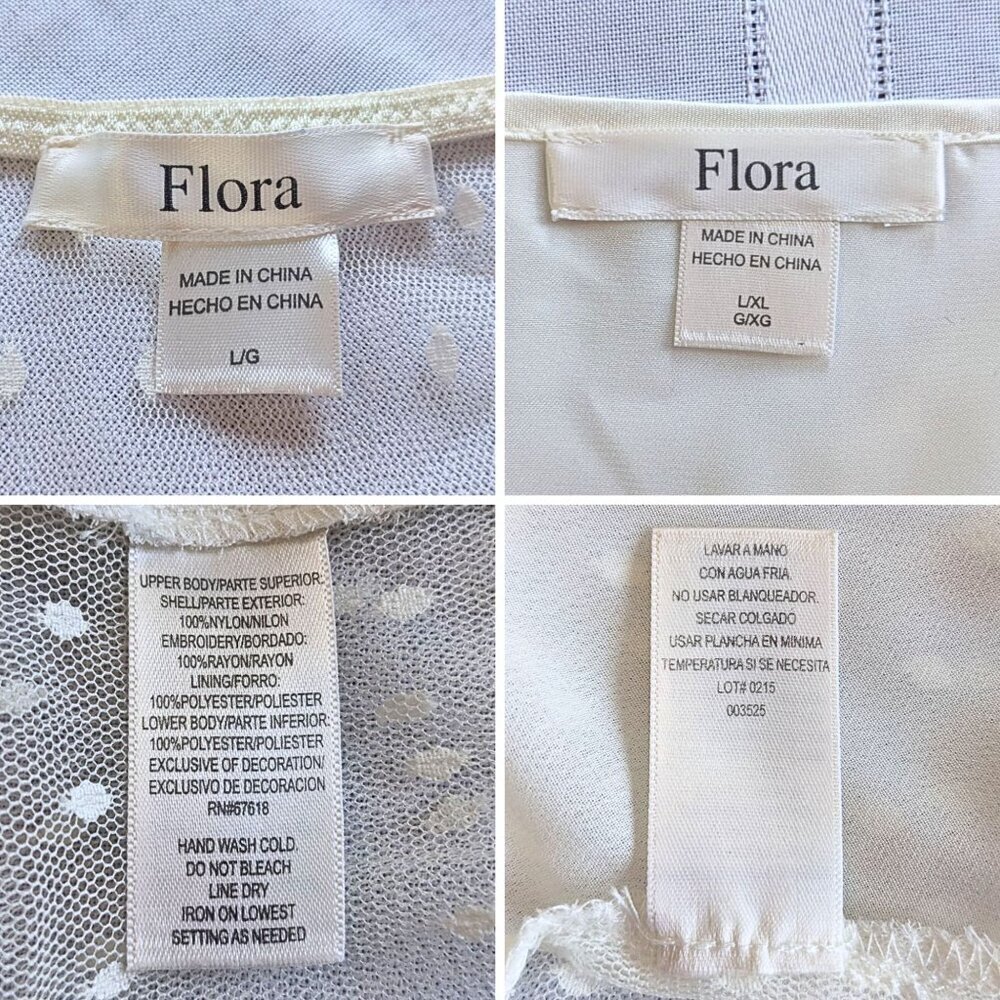 Flora
MADE IN CHINA
HECHO EN CHINA
L/G
Flora
MADE IN CHINA
HECHO EN CHINA
L/XL
G/XG
UPPER BODY/PARTE SUPERIOR:
SHELL/PARTE EXTERIOR:
100%NYLON/NILON
EMBROIDERY/BORDADO:
100%RAYON/RAYON
LINING/FORRO:
100%POLYESTER/POLIESTER
LOWER BODY/PARTE INFERIOR:
100%POLYESTER/POLIESTER
EXCLUSIVE OF DECORATION/
EXCLUSIVO DE DECORACION
RN#67618
HAND WASH COLD.
DO NOT BLEACH
LINE DRY
IRON ON LOWEST
SETTING AS NEEDED
LAVAR A MANO
CON AGUA FRIA.
NO USAR BLANQUEADOR.
SECAR COLGADO
USAR PLANCHA EN MINIMA
TEMPERATURA SI SE NECESITA
LOT# 0215
003525